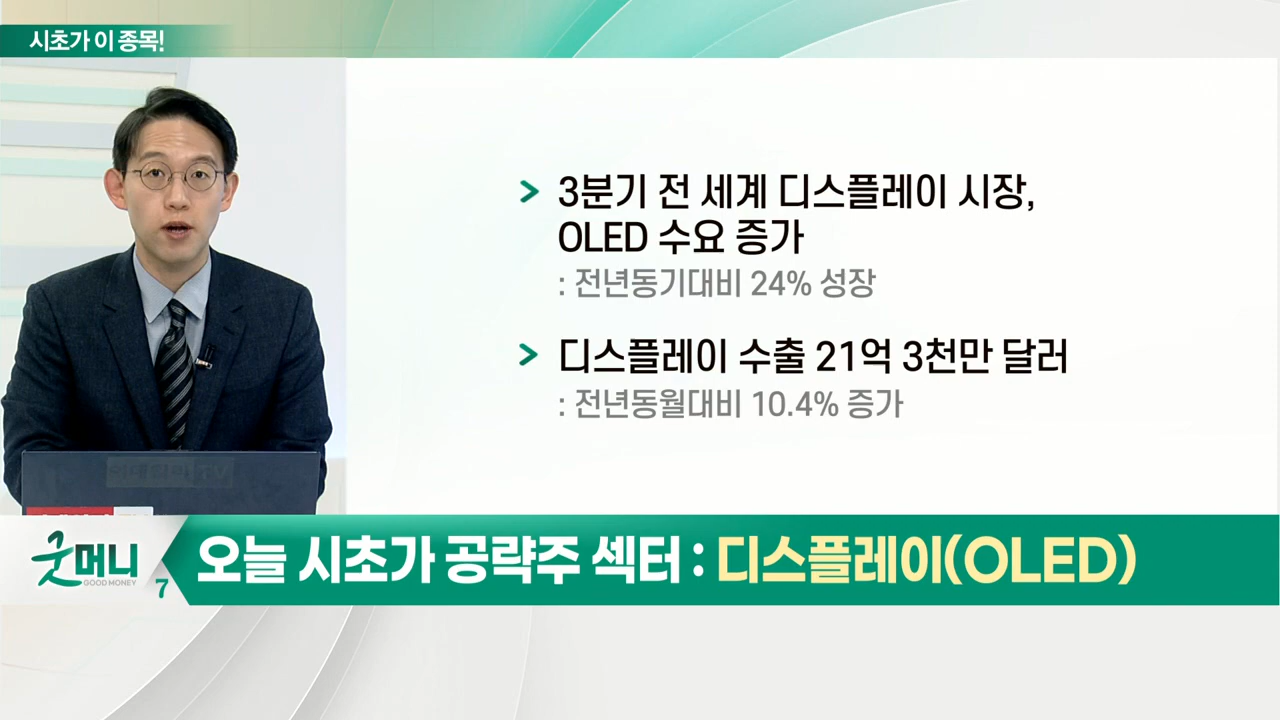 시초가 이 종목!
> 3분기 전 세계 디스플레이 시장,
OLED 수요 증가
: 전년동기대비 24% 성장
> 디스플레이 수출 21억 3천만 달러
: 전년동월대비 10.4% 증가
굿머니
GOOD MONEY
7
오늘 시초가 공략주 섹터 : 디스플레이(OLED)